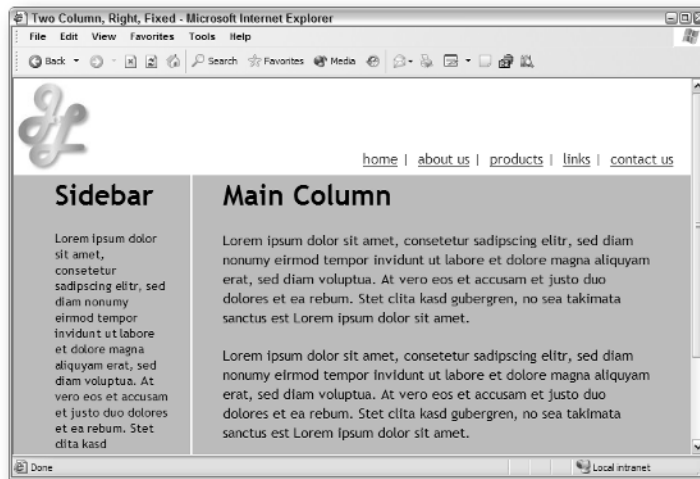 Two Column, Right, Fixed - Microsoft Internet Explorer
File Edit View Favorites Tools Help
Back Search Favorites Media
home | about us | products | links | contact us
Sidebar
Lorem ipsum dolor
sit amet,
consetetur
sadipscing elitr, sed
diam nonumy
eirmod tempor
invidunt ut labore
et dolore magna
aliquyam erat, sed
diam voluptua. At
vero eos et accusam
et justo duo dolores
et ea rebum. Stet
clita kasd
Main Column
Lorem ipsum dolor sit amet, consetetur sadipscing elitr, sed diam
nonumy eirmod tempor invidunt ut labore et dolore magna aliquyam
erat, sed diam voluptua. At vero eos et accusam et justo duo
dolores et ea rebum. Stet clita kasd gubergren, no sea takimata
sanctus est Lorem ipsum dolor sit amet.
Lorem ipsum dolor sit amet, consetetur sadipscing elitr, sed diam
nonumy eirmod tempor invidunt ut labore et dolore magna aliquyam
erat, sed diam voluptua. At vero eos et accusam et justo duo
dolores et ea rebum. Stet clita kasd gubergren, no sea takimata
sanctus est Lorem ipsum dolor sit amet.
Done
Local intranet